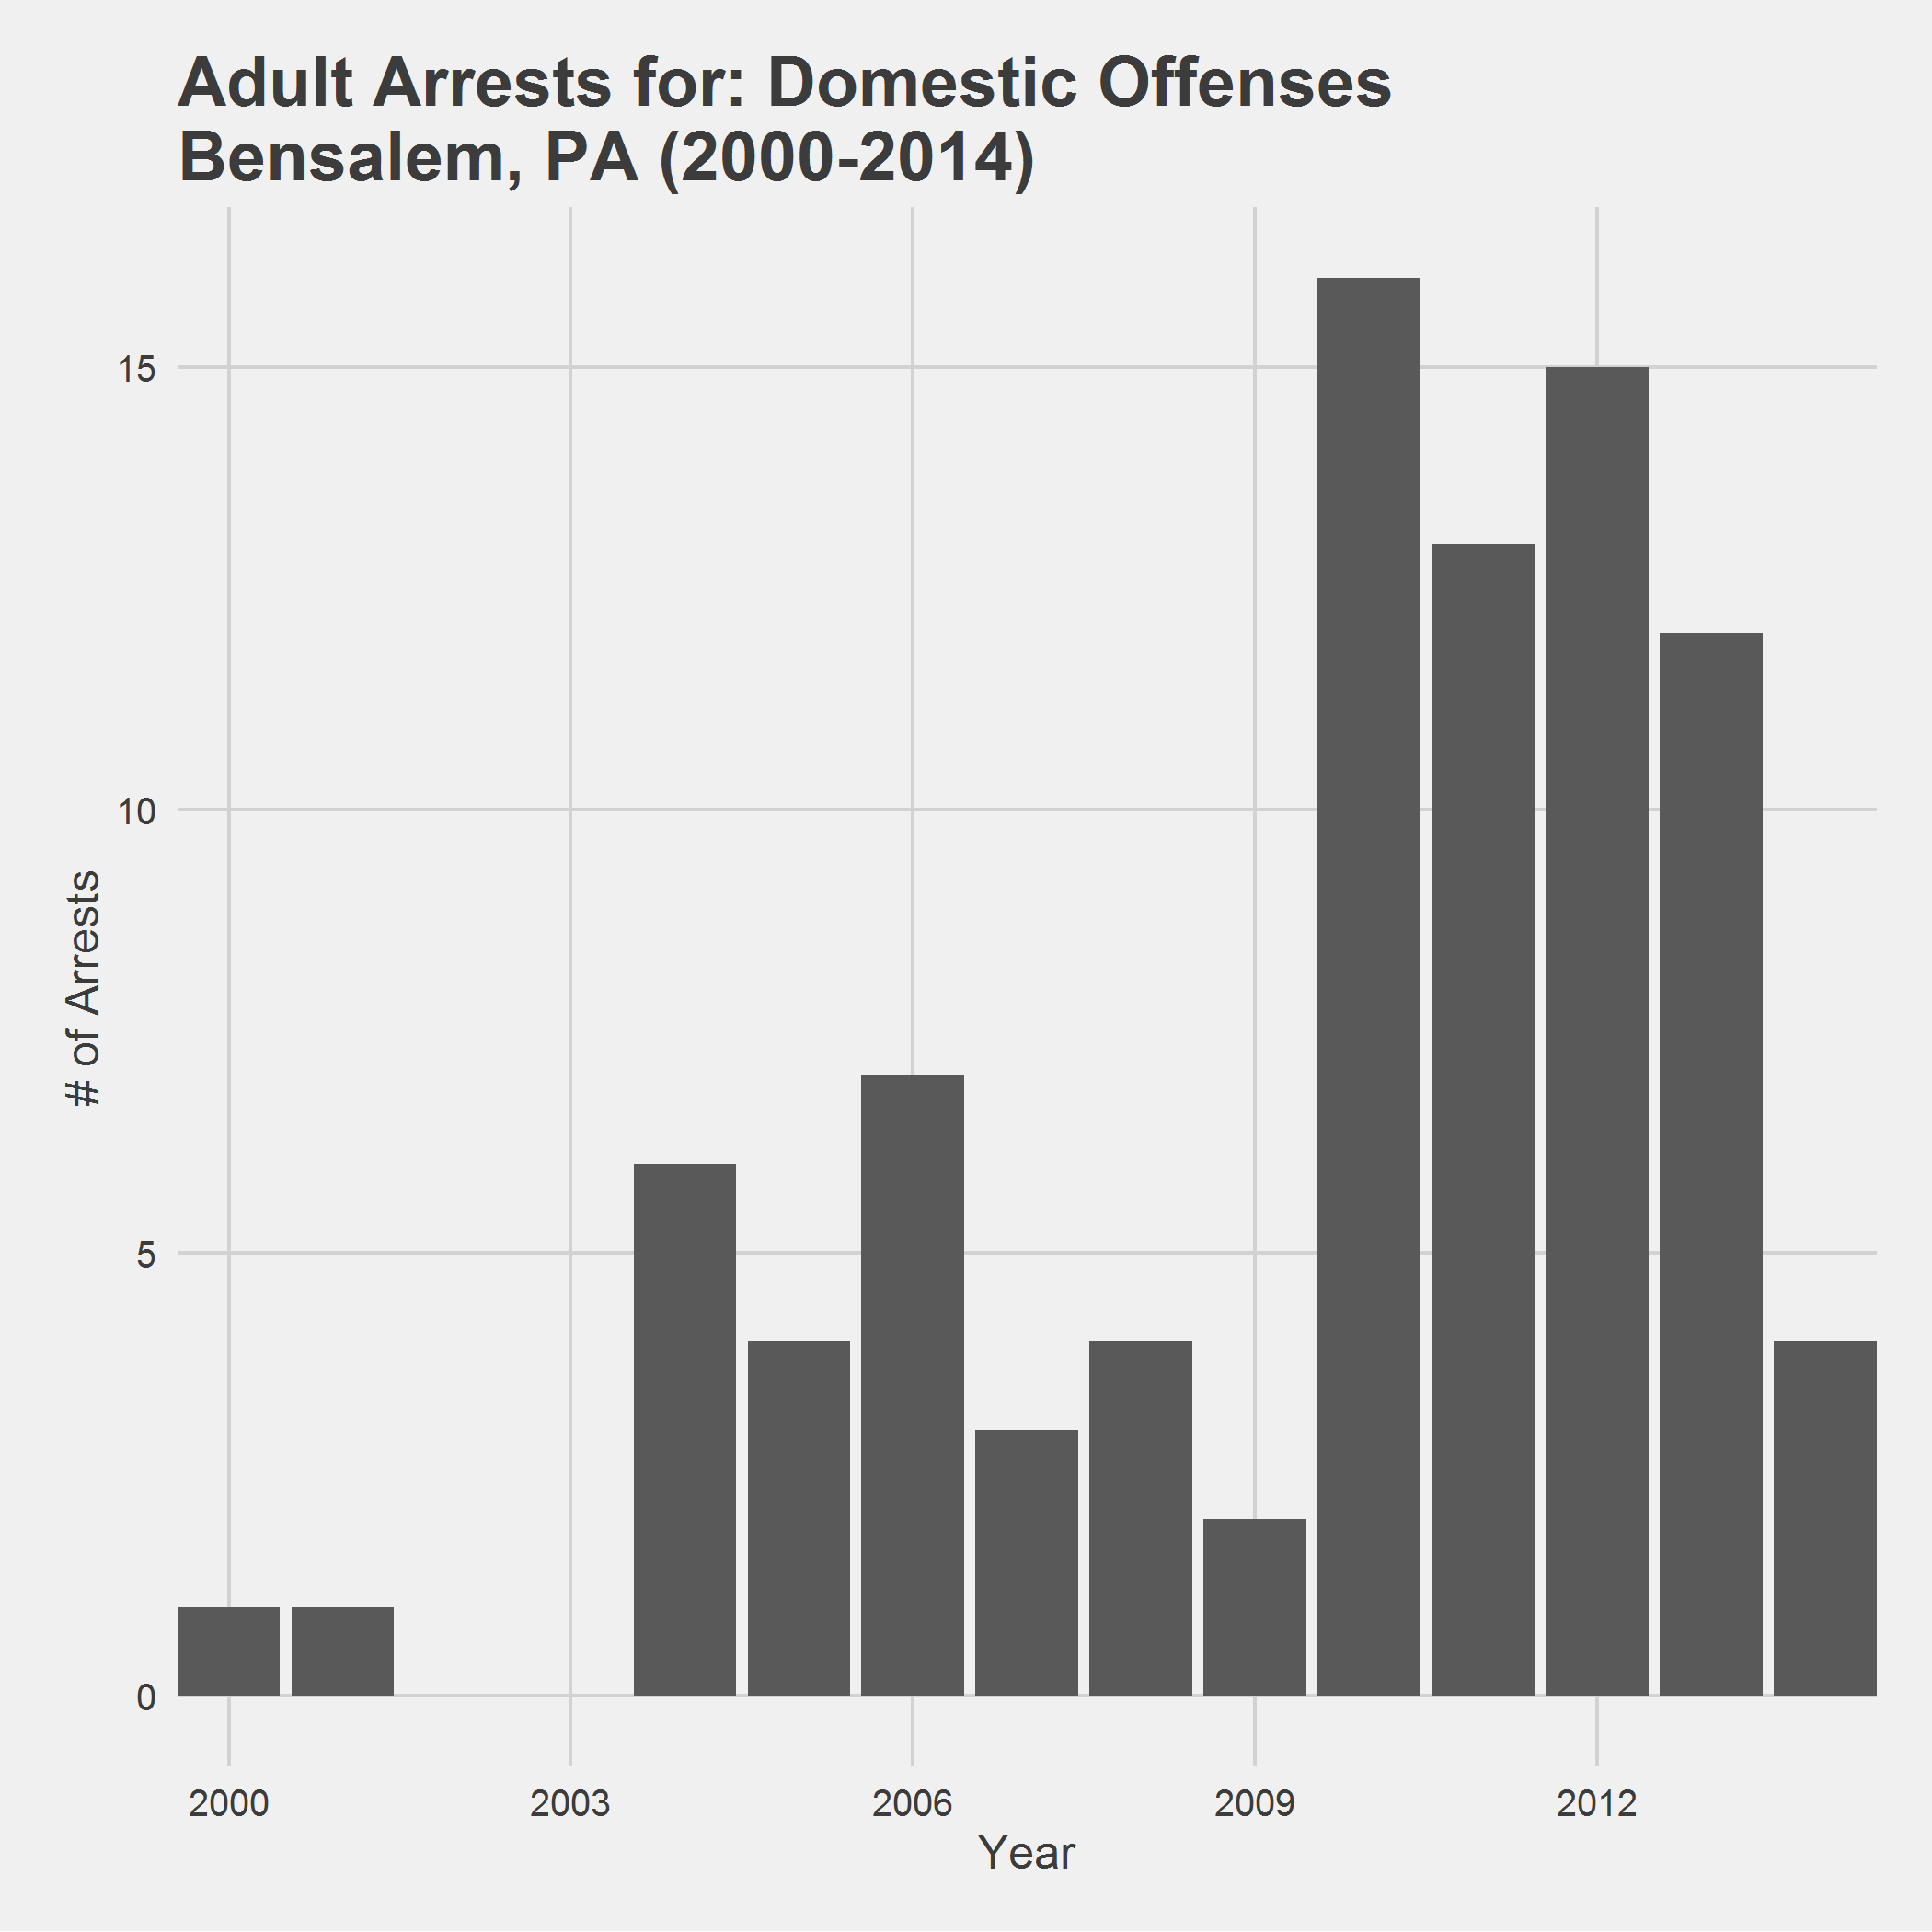 Adult Arrests for: Domestic Offenses
Bensalem, PA (2000-2014)
# of Arrests
15
10
5
0
2000 2003 2006 2009 2012
Year